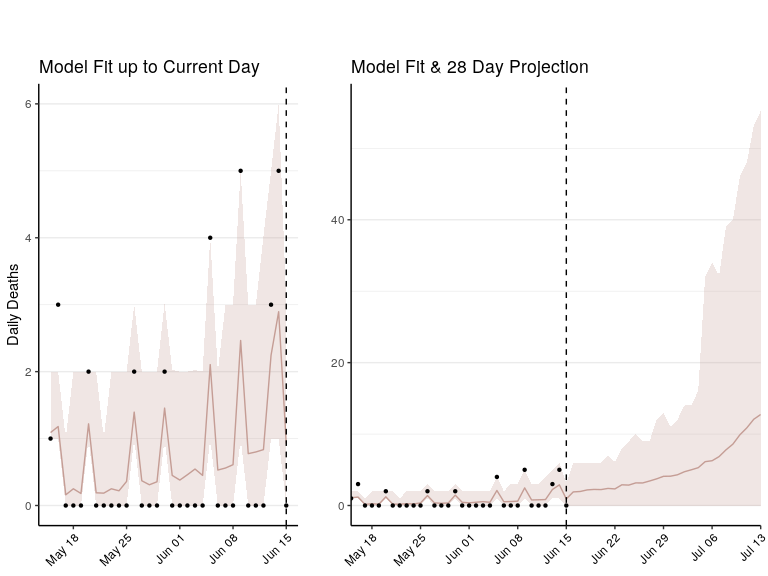 Model Fit up to Current Day
Daily Deaths
6
4
2
0
May 18
May 25
Jun 01
Jun 08
Jun 15
Model Fit & 28 Day Projection
40
20
0
May 18
May 25
Jun 01
Jun 08
Jun 15
Jun 22
Jun 29
Jul 06
Jul 13